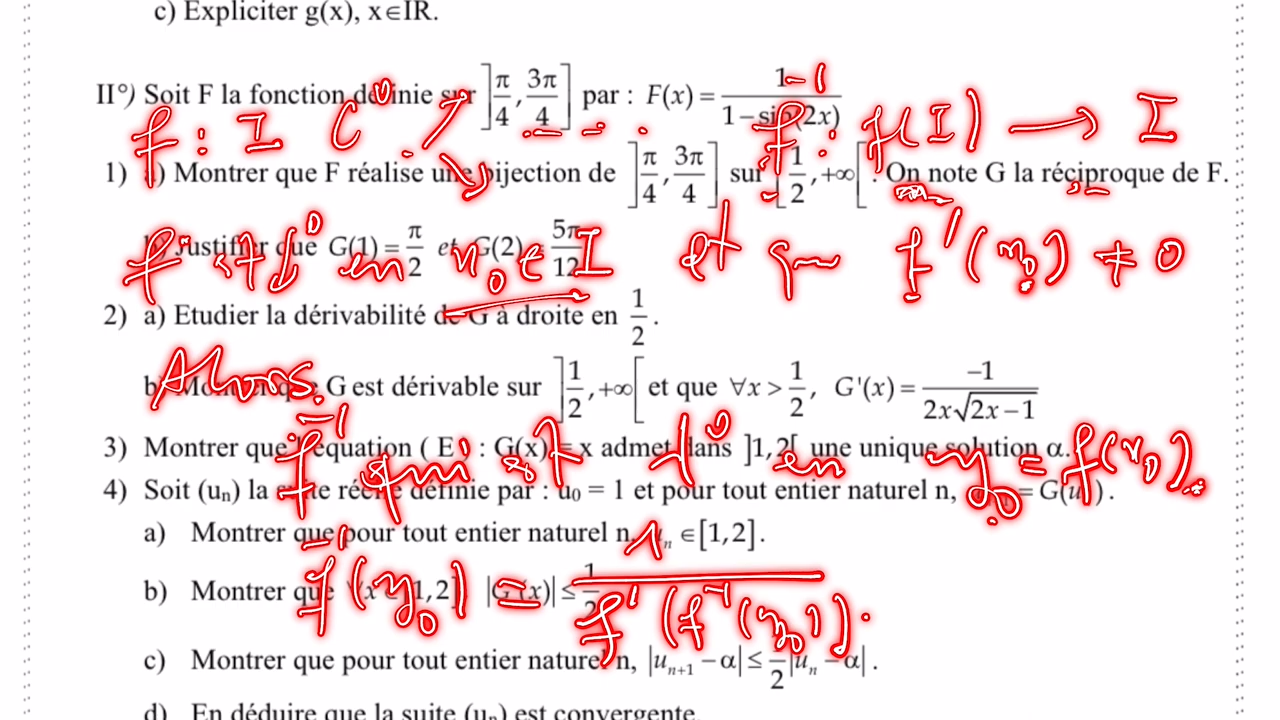 c) Expliciter g(x), x∈IR.
II°) Soit F la fonction définie sur ]π/4, 3π/4] par : F(x) = 1/(1−sin(2x))
f : I C⁰ ↗ ↘ f⁻¹ : f(I) → I
1) a) Montrer que F réalise une bijection de ]π/4, 3π/4] sur [1/2, +∞[. On note G la réciproque de F.
b) Justifier que G(1) = π/2 et G(2) = 5π/12
f est d⁰ en x₀ ∈ I et que f'(x₀) ≠ 0
2) a) Etudier la dérivabilité de G à droite en 1/2.
b) Montrer que G est dérivable sur ]1/2, +∞[ et que ∀x > 1/2, G'(x) = −1/(2x√(2x−1))
Alors.
3) Montrer que l'équation ( E ) : G(x) = x admet dans ]1,2[ une unique solution α.
f⁻¹ qui est d⁰ en y₀ = f(x₀).
4) Soit (uₙ) la suite réelle définie par : u₀ = 1 et pour tout entier naturel n, = G(uₙ).
a) Montrer que pour tout entier naturel n, uₙ ∈[1,2].
b) Montrer que ∀x 1,2] |G'(x)| ≤ 1/2
f⁻¹'(y₀) = 1/f'(f⁻¹(y₀)).
c) Montrer que pour tout entier naturel n, |uₙ₊₁ − α| ≤ 1/2|uₙ − α|.
d) En déduire que la suite (uₙ) est convergente.